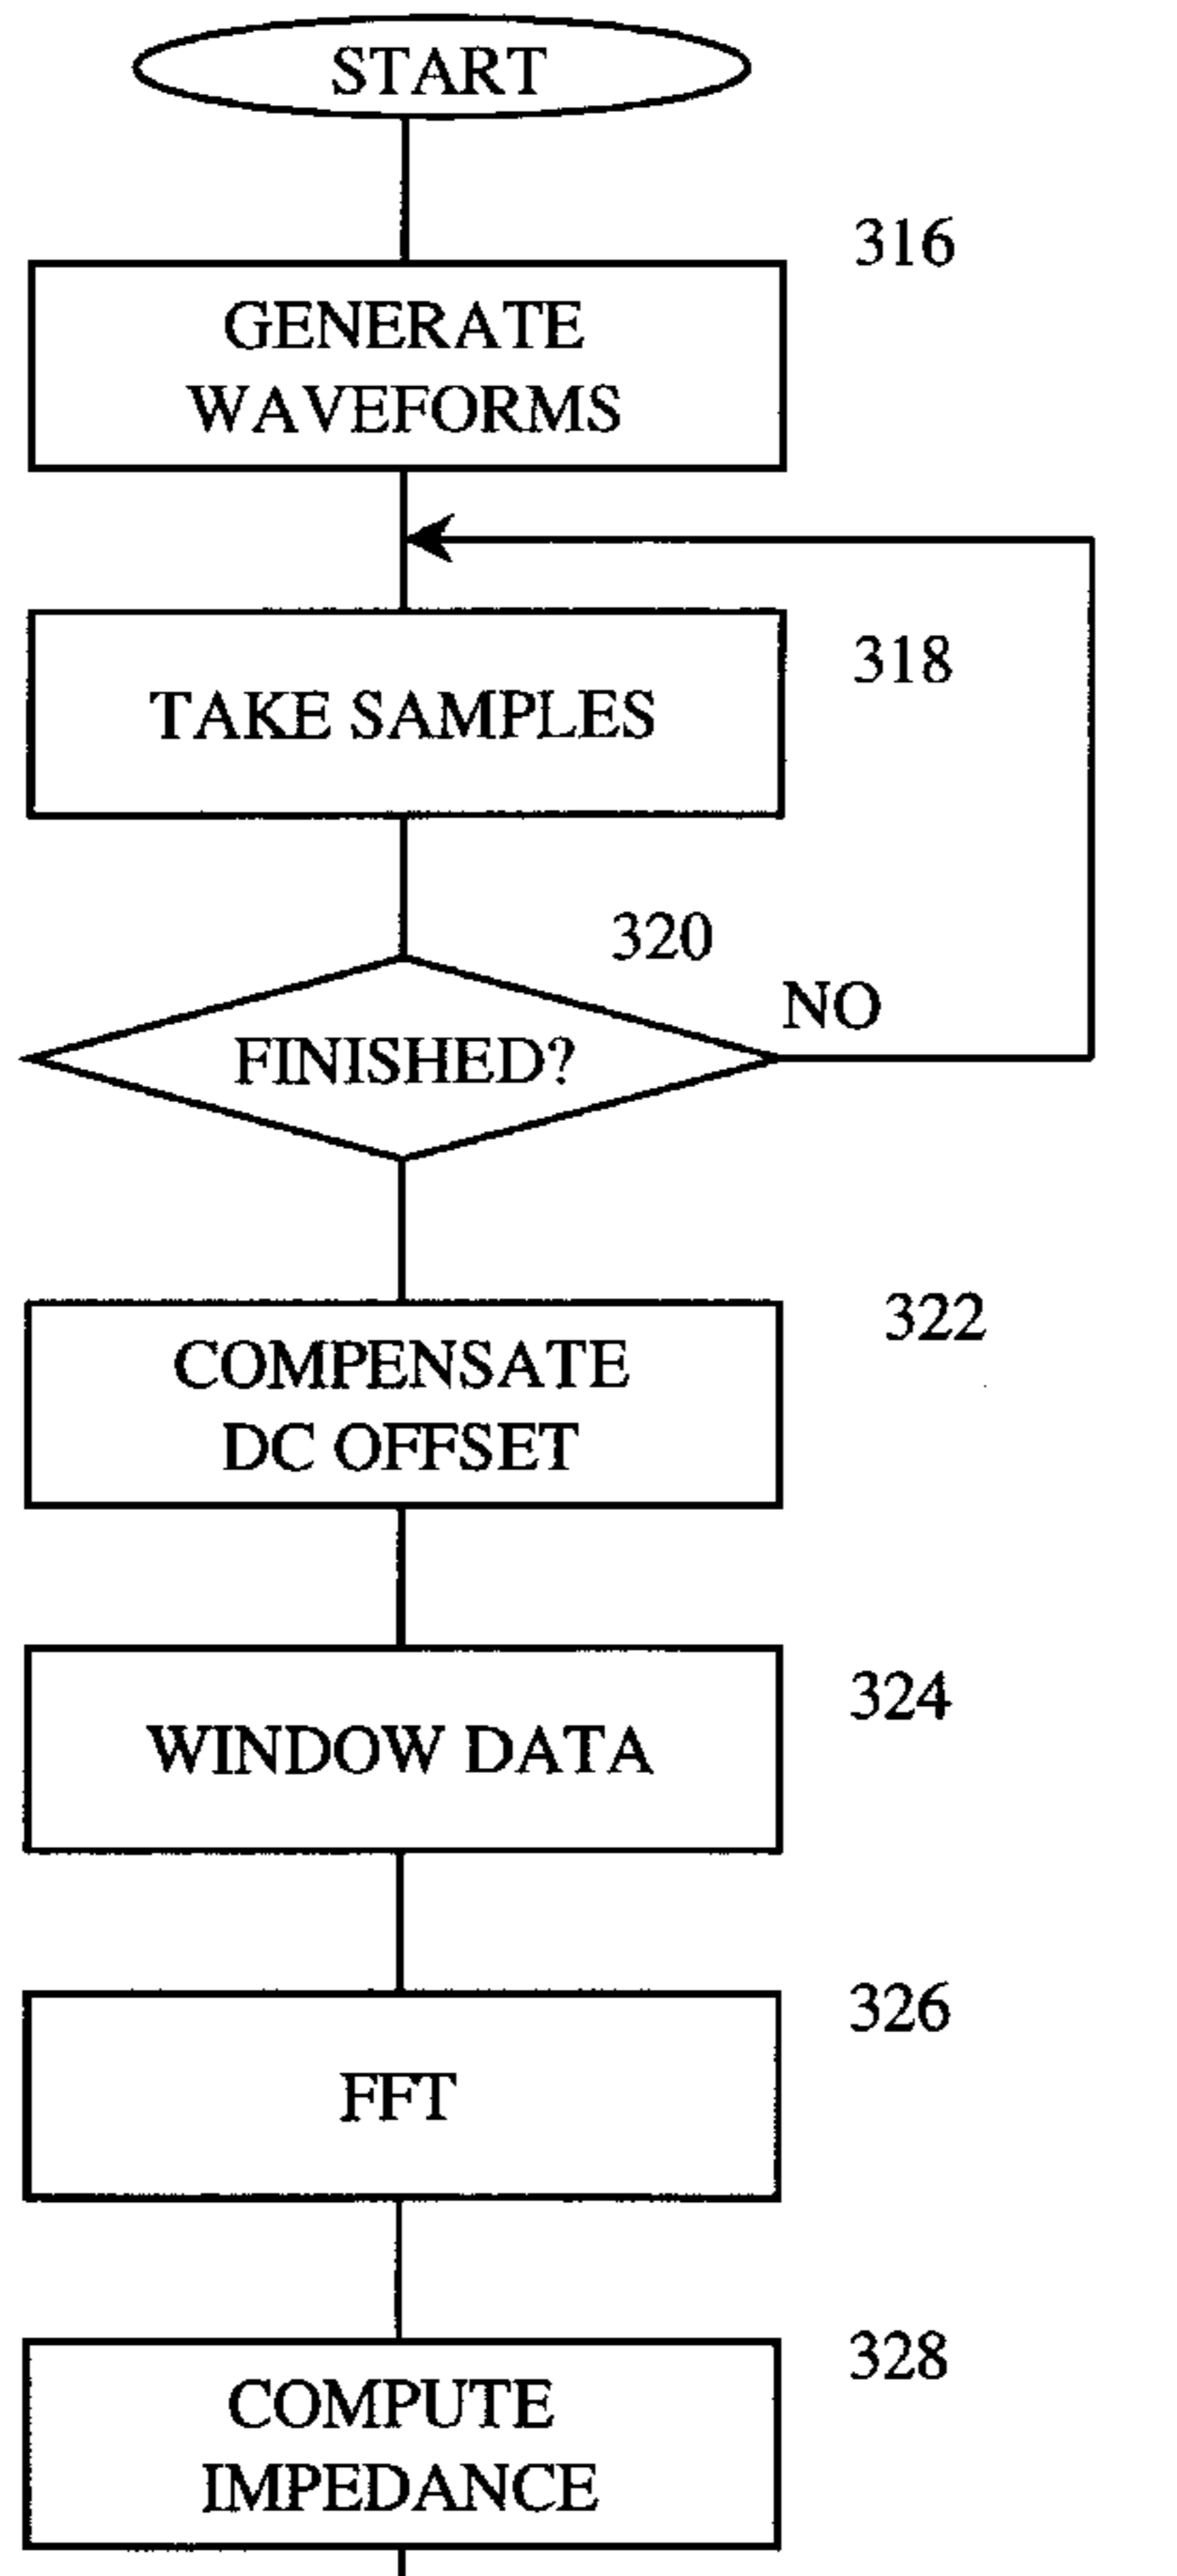 START
316
GENERATE
WAVEFORMS
318
TAKE SAMPLES
320
NO
FINISHED?
322
COMPENSATE
DC OFFSET
324
WINDOW DATA
326
FFT
328
COMPUTE
IMPEDANCE